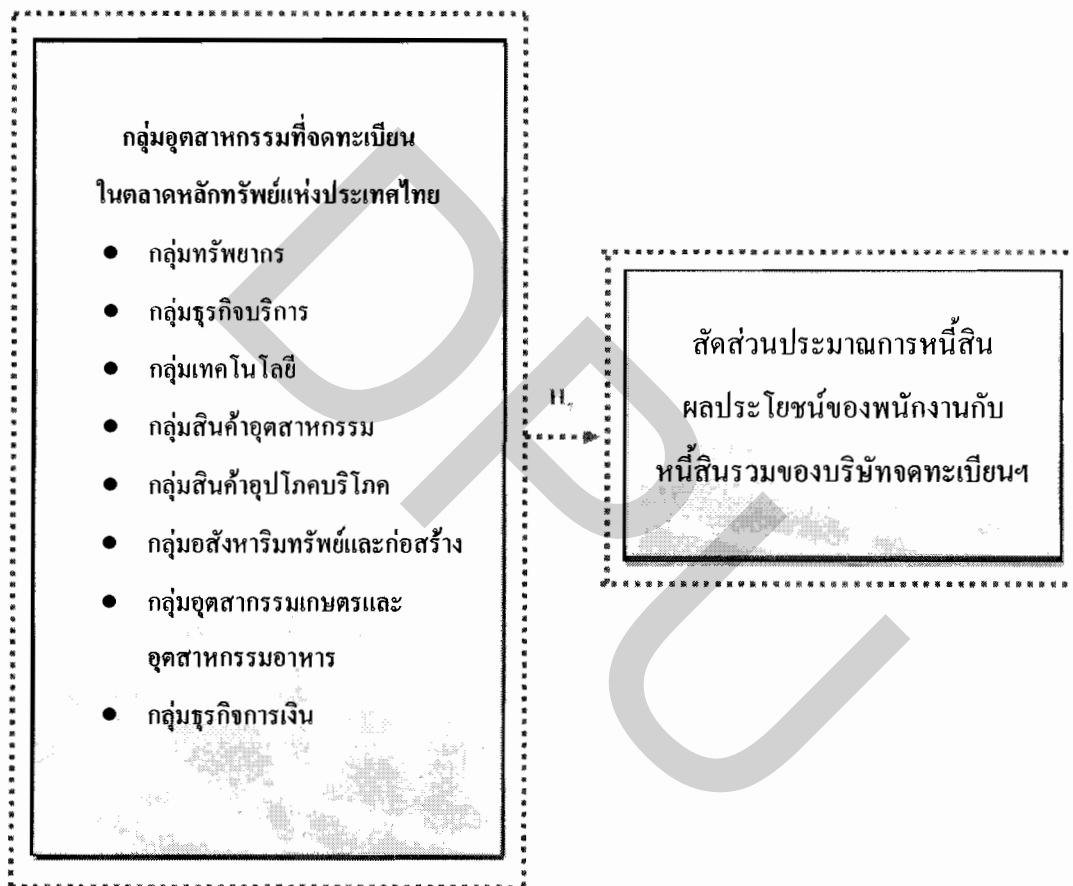 กลุ่มอุตสาหกรรมที่จดทะเบียน
ในตลาดหลักทรัพย์แห่งประเทศไทย
● กลุ่มทรัพยากร
● กลุ่มธุรกิจบริการ
● กลุ่มเทคโนโลยี
● กลุ่มสินค้าอุตสาหกรรม
● กลุ่มสินค้าอุปโภคบริโภค
● กลุ่มอสังหาริมทรัพย์และก่อสร้าง
● กลุ่มอุตสากรรมเกษตรและ
อุตสาหกรรมอาหาร
● กลุ่มธุรกิจการเงิน
H₇
สัดส่วนประมาณการหนี้สิน
ผลประโยชน์ของพนักงานกับ
หนี้สินรวมของบริษัทจดทะเบียนฯ
DPU